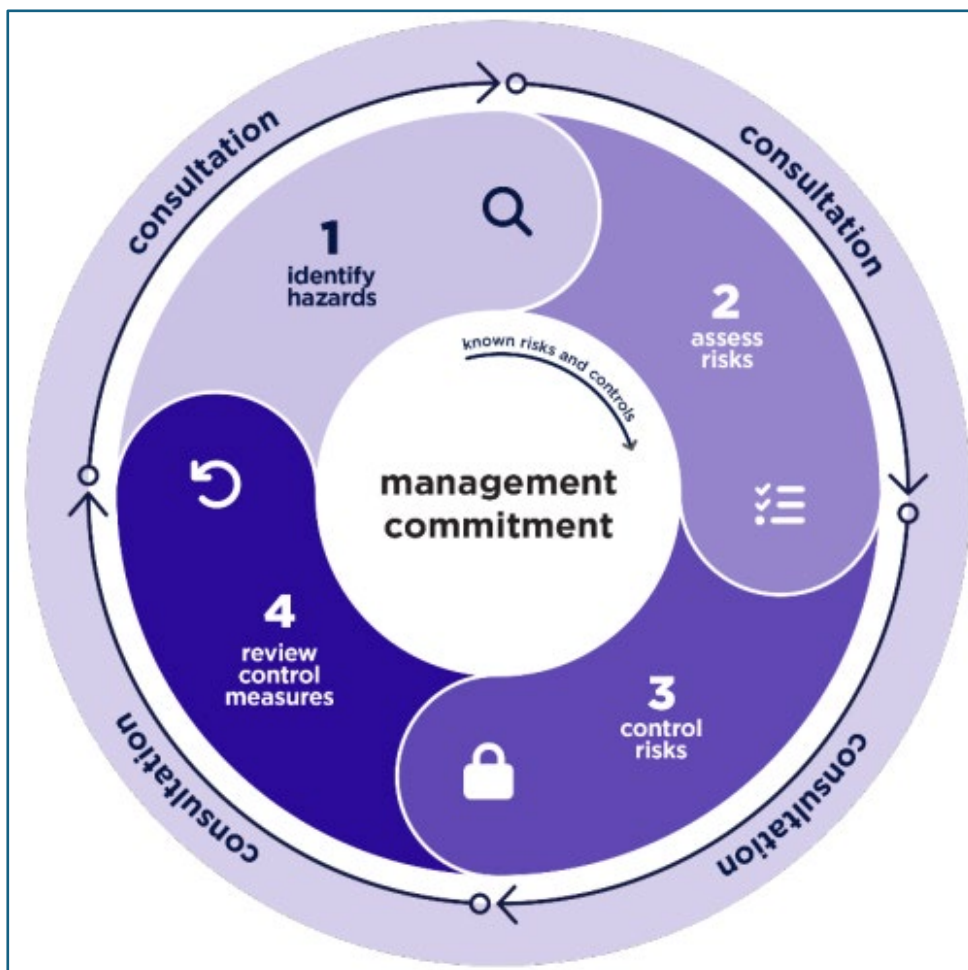 consultation
consultation
1
identify
hazards
2
assess
risks
known risks and controls
management
commitment
4
review
control
measures
3
control
risks
consultation
consultation